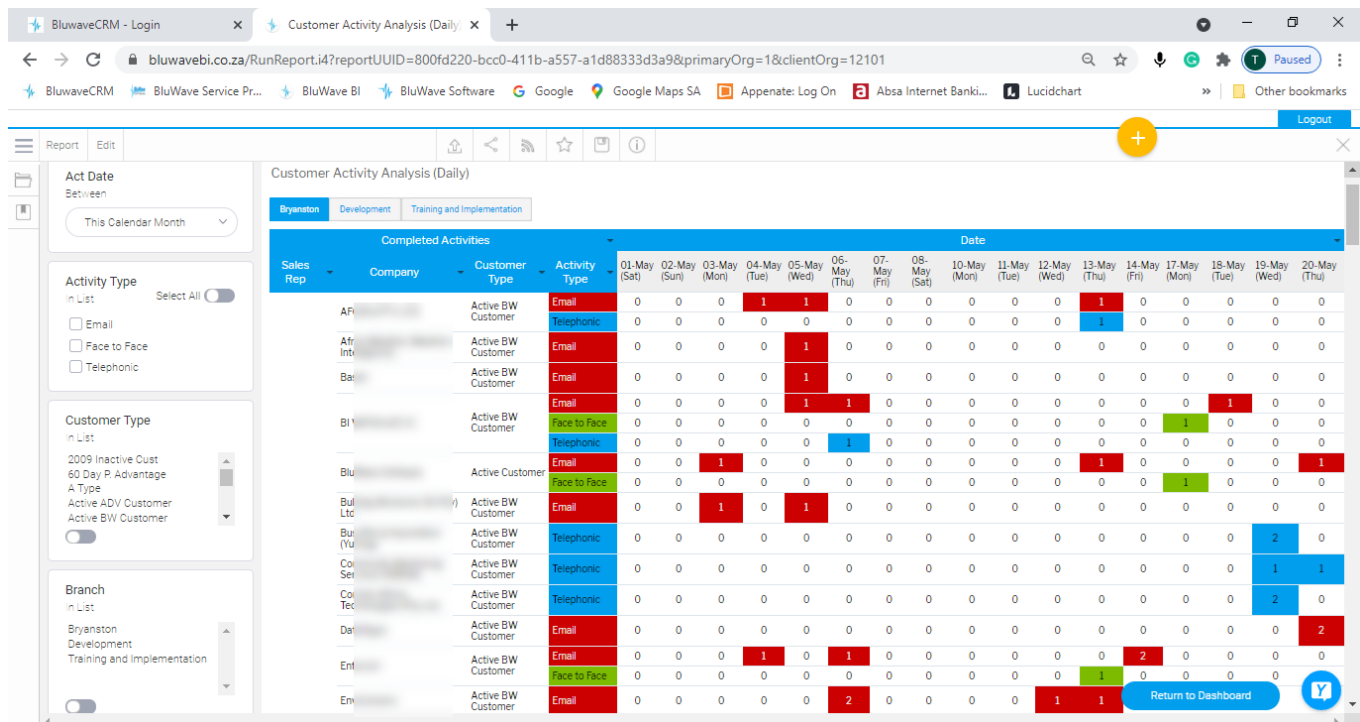 BluwaveCRM - Login
Customer Activity Analysis (Daily)
bluwavebi.co.za/RunReport.i4?reportUUID=800fd220-bcc0-411b-a557-a1d88333d3a9&primaryOrg=1&clientOrg=12101
T Paused
BluwaveCRM BluWave Service Pr... BluWave BI BluWave Software Google Google Maps SA Appenate: Log On Absa Internet Banki... Lucidchart » Other bookmarks
Logout
Report Edit
Act Date
Between
This Calendar Month
Activity Type
In List Select All
Email
Face to Face
Telephonic
Customer Type
In List
2009 Inactive Cust
60 Day P. Advantage
A Type
Active ADV Customer
Active BW Customer
Branch
In List
Bryanston
Development
Training and Implementation
Customer Activity Analysis (Daily)
Bryanston Development Training and Implementation
Completed Activities Date
Sales Rep Company Customer Type Activity Type 01-May (Sat) 02-May (Sun) 03-May (Mon) 04-May (Tue) 05-May (Wed) 06-May (Thu) 07-May (Fri) 08-May (Sat) 10-May (Mon) 11-May (Tue) 12-May (Wed) 13-May (Thu) 14-May (Fri) 17-May (Mon) 18-May (Tue) 19-May (Wed) 20-May (Thu)
Active BW Customer Email 0 0 0 1 1 0 0 0 0 0 0 1 0 0 0 0 0
Telephonic 0 0 0 0 0 0 0 0 0 0 0 1 0 0 0 0 0
Active BW Customer Email 0 0 0 0 1 0 0 0 0 0 0 0 0 0 0 0 0
Active BW Customer Email 0 0 0 0 1 0 0 0 0 0 0 0 0 0 0 0 0
Active BW Customer Email 0 0 0 0 1 1 0 0 0 0 0 0 0 0 1 0 0
Face to Face 0 0 0 0 0 0 0 0 0 0 0 0 0 1 0 0 0
Telephonic 0 0 0 0 0 1 0 0 0 0 0 0 0 0 0 0 0
Active Customer Email 0 0 1 0 0 0 0 0 0 0 0 1 0 0 0 0 1
Face to Face 0 0 0 0 0 0 0 0 0 0 0 0 0 1 0 0 0
Ltd Active BW Customer Email 0 0 1 0 1 0 0 0 0 0 0 0 0 0 0 0 0
Active BW Customer Telephonic 0 0 0 0 0 0 0 0 0 0 0 0 0 0 0 2 0
Active BW Customer Telephonic 0 0 0 0 0 0 0 0 0 0 0 0 0 0 0 1 1
Active BW Customer Telephonic 0 0 0 0 0 0 0 0 0 0 0 0 0 0 0 2 0
Active BW Customer Email 0 0 0 0 0 0 0 0 0 0 0 0 0 0 0 0 2
Active BW Customer Email 0 0 0 1 0 1 0 0 0 0 0 0 2 0 0 0 0
Face to Face 0 0 0 0 0 0 0 0 0 0 0 1 0
Active BW Customer Email 0 0 0 0 0 2 0 0 0 0 1 1
Return to Dashboard